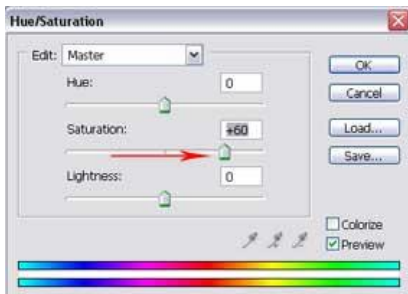 Hue/Saturation
Edit: Master
OK
Hue: 0
Cancel
Saturation: +60
Load...
Save...
Lightness: 0
Colorize
Preview